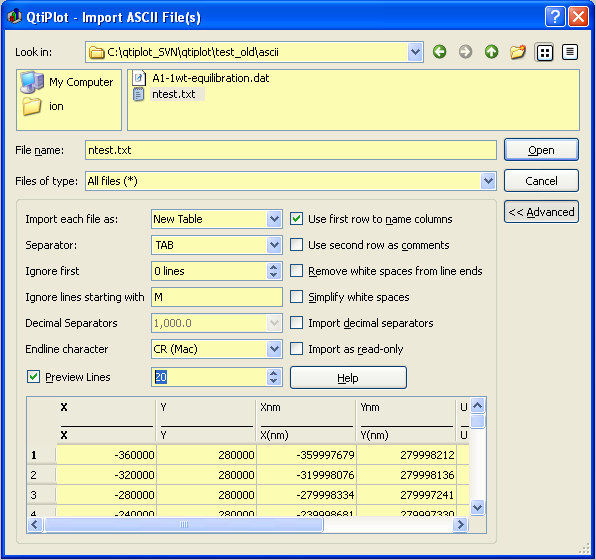 QtiPlot - Import ASCII File(s)
Look in: C:\qtiplot_SVN\qtiplot\test_old\ascii
My Computer
ion
A1-1wt-equilibration.dat
ntest.txt
File name: ntest.txt Open
Files of type: All files (*) Cancel
<< Advanced
Import each file as: New Table Use first row to name columns
Separator: TAB Use second row as comments
Ignore first 0 lines Remove white spaces from line ends
Ignore lines starting with M Simplify white spaces
Decimal Separators 1,000.0 Import decimal separators
Endline character CR (Mac) Import as read-only
Preview Lines 20 Help
X Y Xnm Ynm U
X Y X(nm) Y(nm) U
1 -360000 280000 -359997679 279998212
2 -320000 280000 -319998076 279998136
3 -280000 280000 -279998334 279997241
4 -240000 280000 -239998681 279997330